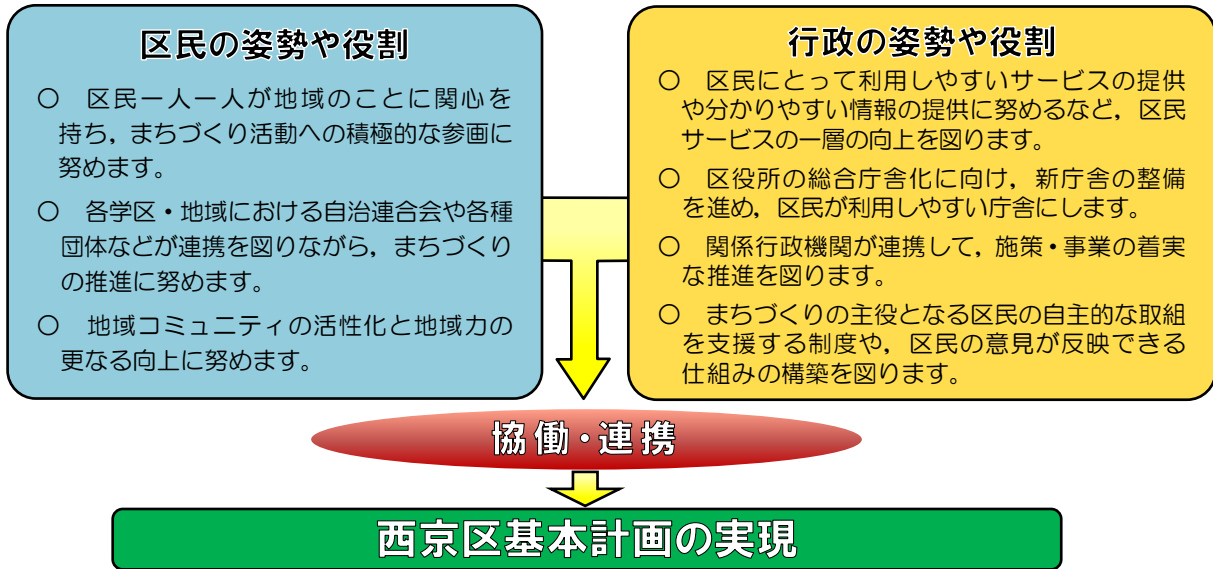 区民の姿勢や役割
○　区民一人一人が地域のことに関心を
持ち，まちづくり活動への積極的な参画に
努めます。
○　各学区・地域における自治連合会や各種
団体などが連携を図りながら，まちづくり
の推進に努めます。
○　地域コミュニティの活性化と地域力の
更なる向上に努めます。
行政の姿勢や役割
○　区民にとって利用しやすいサービスの提供
や分かりやすい情報の提供に努めるなど，区民
サービスの一層の向上を図ります。
○　区役所の総合庁舎化に向け，新庁舎の整備
を進め，区民が利用しやすい庁舎にします。
○　関係行政機関が連携して，施策・事業の着実
な推進を図ります。
○　まちづくりの主役となる区民の自主的な取組
を支援する制度や，区民の意見が反映できる
仕組みの構築を図ります。
協働・連携
西京区基本計画の実現